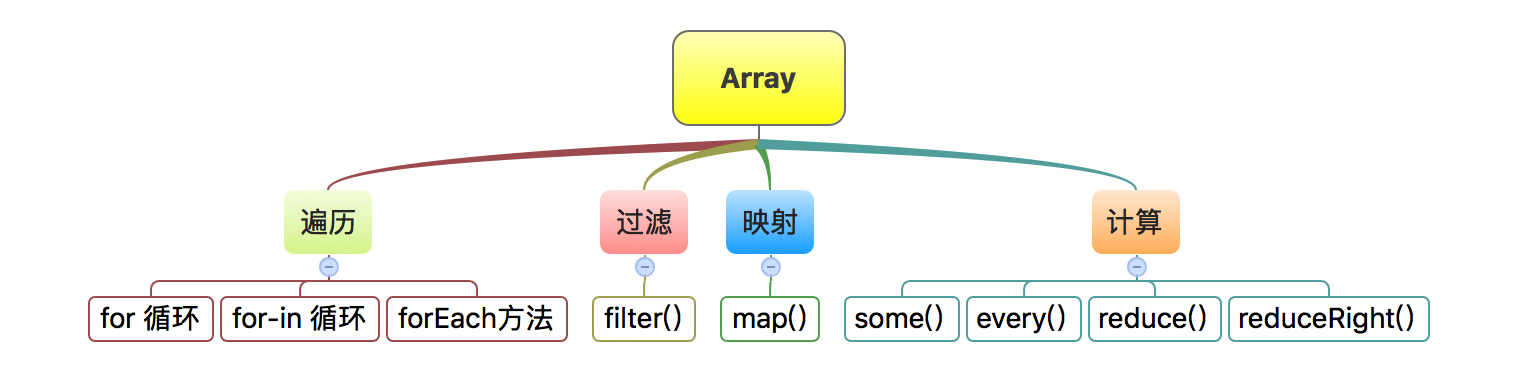 Array
遍历
过滤
映射
计算
for 循环
for-in 循环
forEach方法
filter()
map()
some()
every()
reduce()
reduceRight()